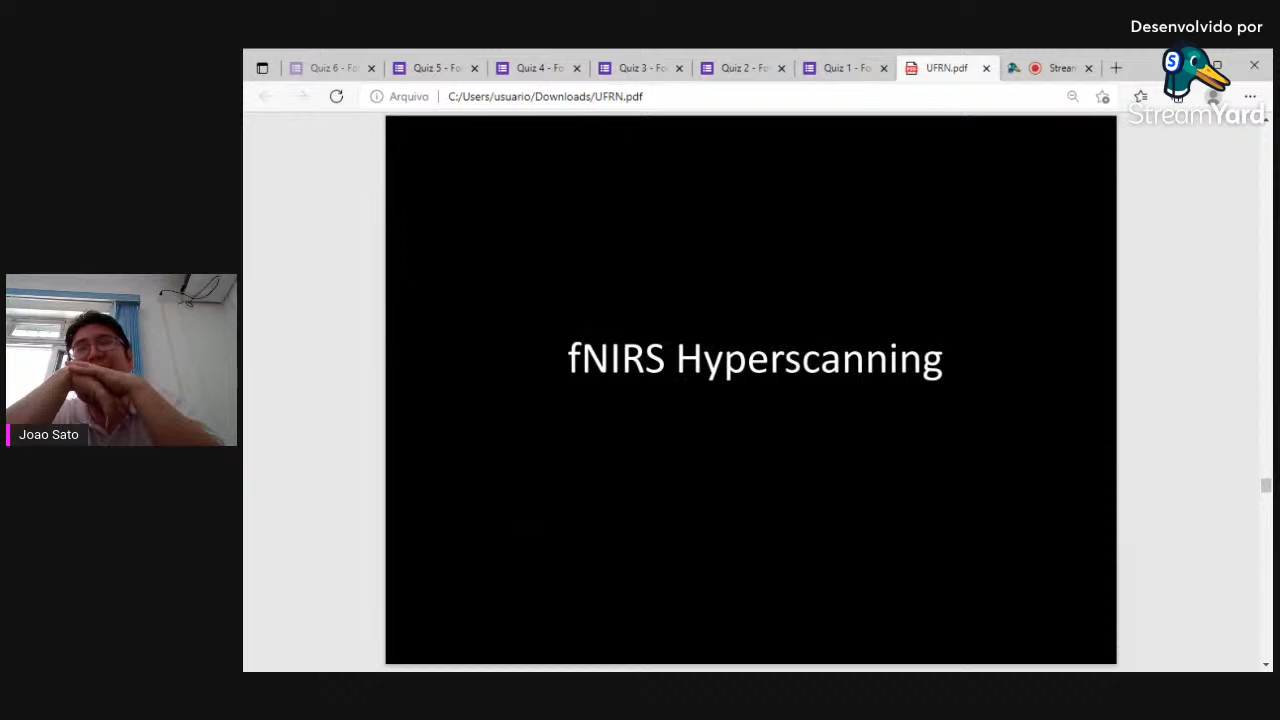 Desenvolvido por
StreamYard
Quiz 6 - Fo
Quiz 5 - Fo
Quiz 4 - Fo
Quiz 3 - Fo
Quiz 2 - Fo
Quiz 1 - Fo
UFRN.pdf
Stream
Arquivo
C:/Users/usuario/Downloads/UFRN.pdf
fNIRS Hyperscanning
Joao Sato